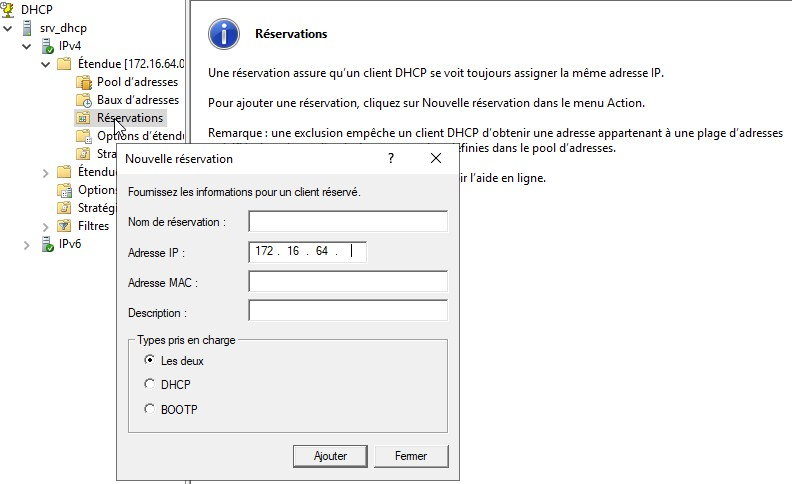 DHCP
srv_dhcp
IPv4
Étendue [172.16.64.0
Pool d'adresses
Baux d'adresses
Réservations
Options d'étendu
Stra
Étendue
Options
Stratégi
Filtres
IPv6
Réservations
Une réservation assure qu'un client DHCP se voit toujours assigner la même adresse IP.
Pour ajouter une réservation, cliquez sur Nouvelle réservation dans le menu Action.
Remarque : une exclusion empêche un client DHCP d'obtenir une adresse appartenant à une plage d'adresses
éfinies dans le pool d'adresses.
ir l'aide en ligne.
Nouvelle réservation
?
Fournissez les informations pour un client réservé.
Nom de réservation :
Adresse IP : 172 . 16 . 64 .
Adresse MAC :
Description :
Types pris en charge
Les deux
DHCP
BOOTP
Ajouter Fermer